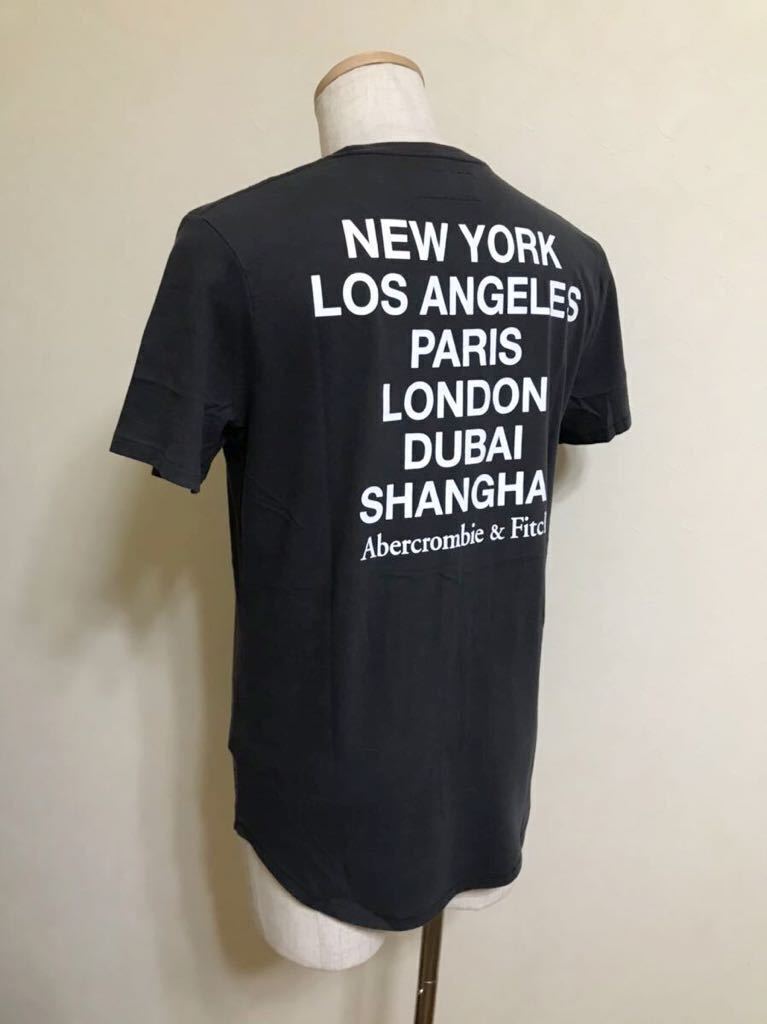 NEW YORK
LOS ANGELES
PARIS
LONDON
DUBAI
SHANGHA
Abercrombie & Fitc